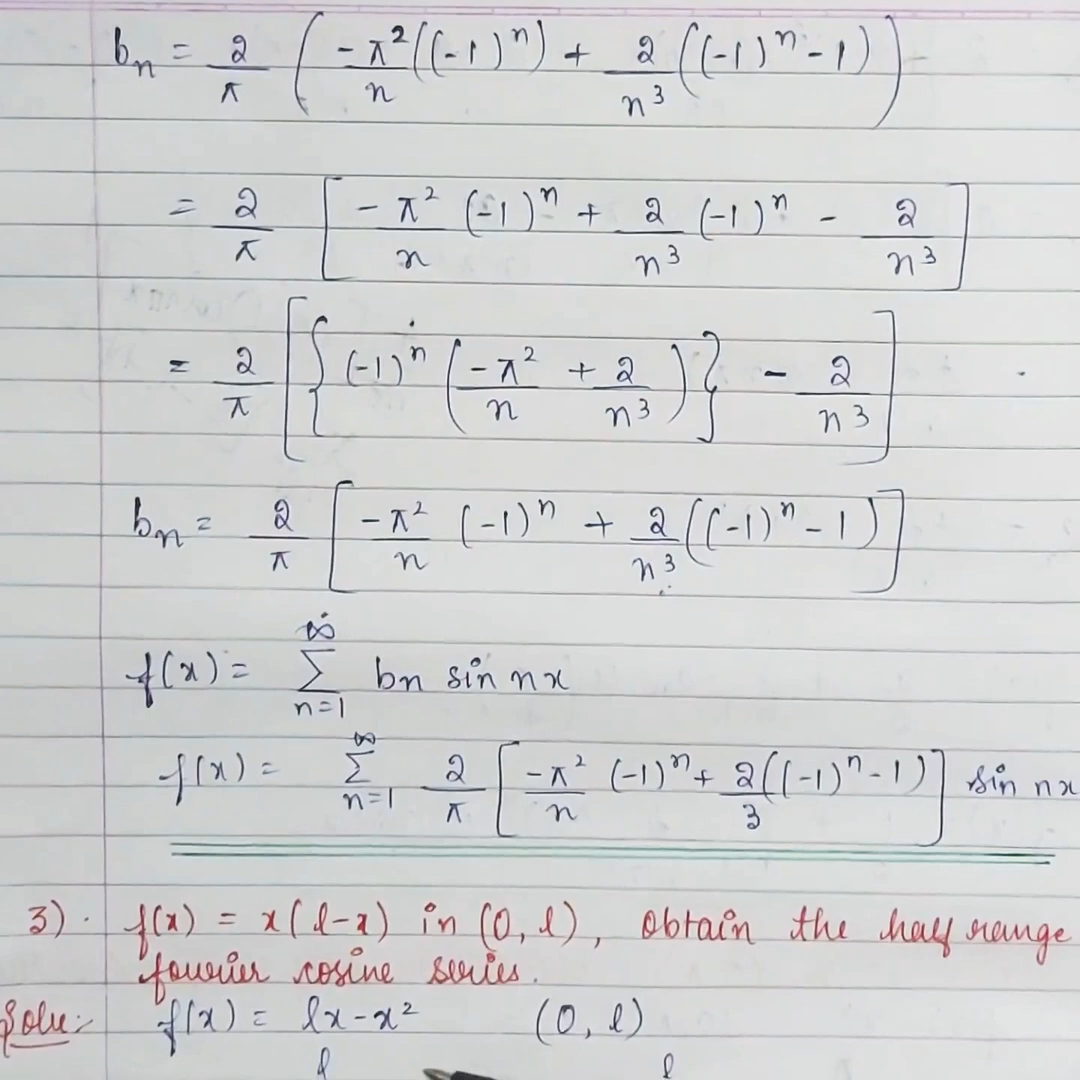 bn = 2/π ( -π²/n ((-1)ⁿ) + 2/n³ ((-1)ⁿ - 1) )
= 2/π [ -π²/n (-1)ⁿ + 2/n³ (-1)ⁿ - 2/n³ ]
= 2/π [ { (-1)ⁿ ( -π²/n + 2/n³ ) } - 2/n³ ]
bn = 2/π [ -π²/n (-1)ⁿ + 2/n³ ((-1)ⁿ - 1) ]
f(x) = ∞ Σ n=1 bn sin nx
f(x) = ∞ Σ n=1 2/π [ -π²/n (-1)ⁿ + 2((-1)ⁿ - 1)/3 ] sin nx
3). f(x) = x(l-x) in (0, l), Obtain the half range
fourier cosine series.
Solu:- f(x) = lx - x² (0, l)
l l